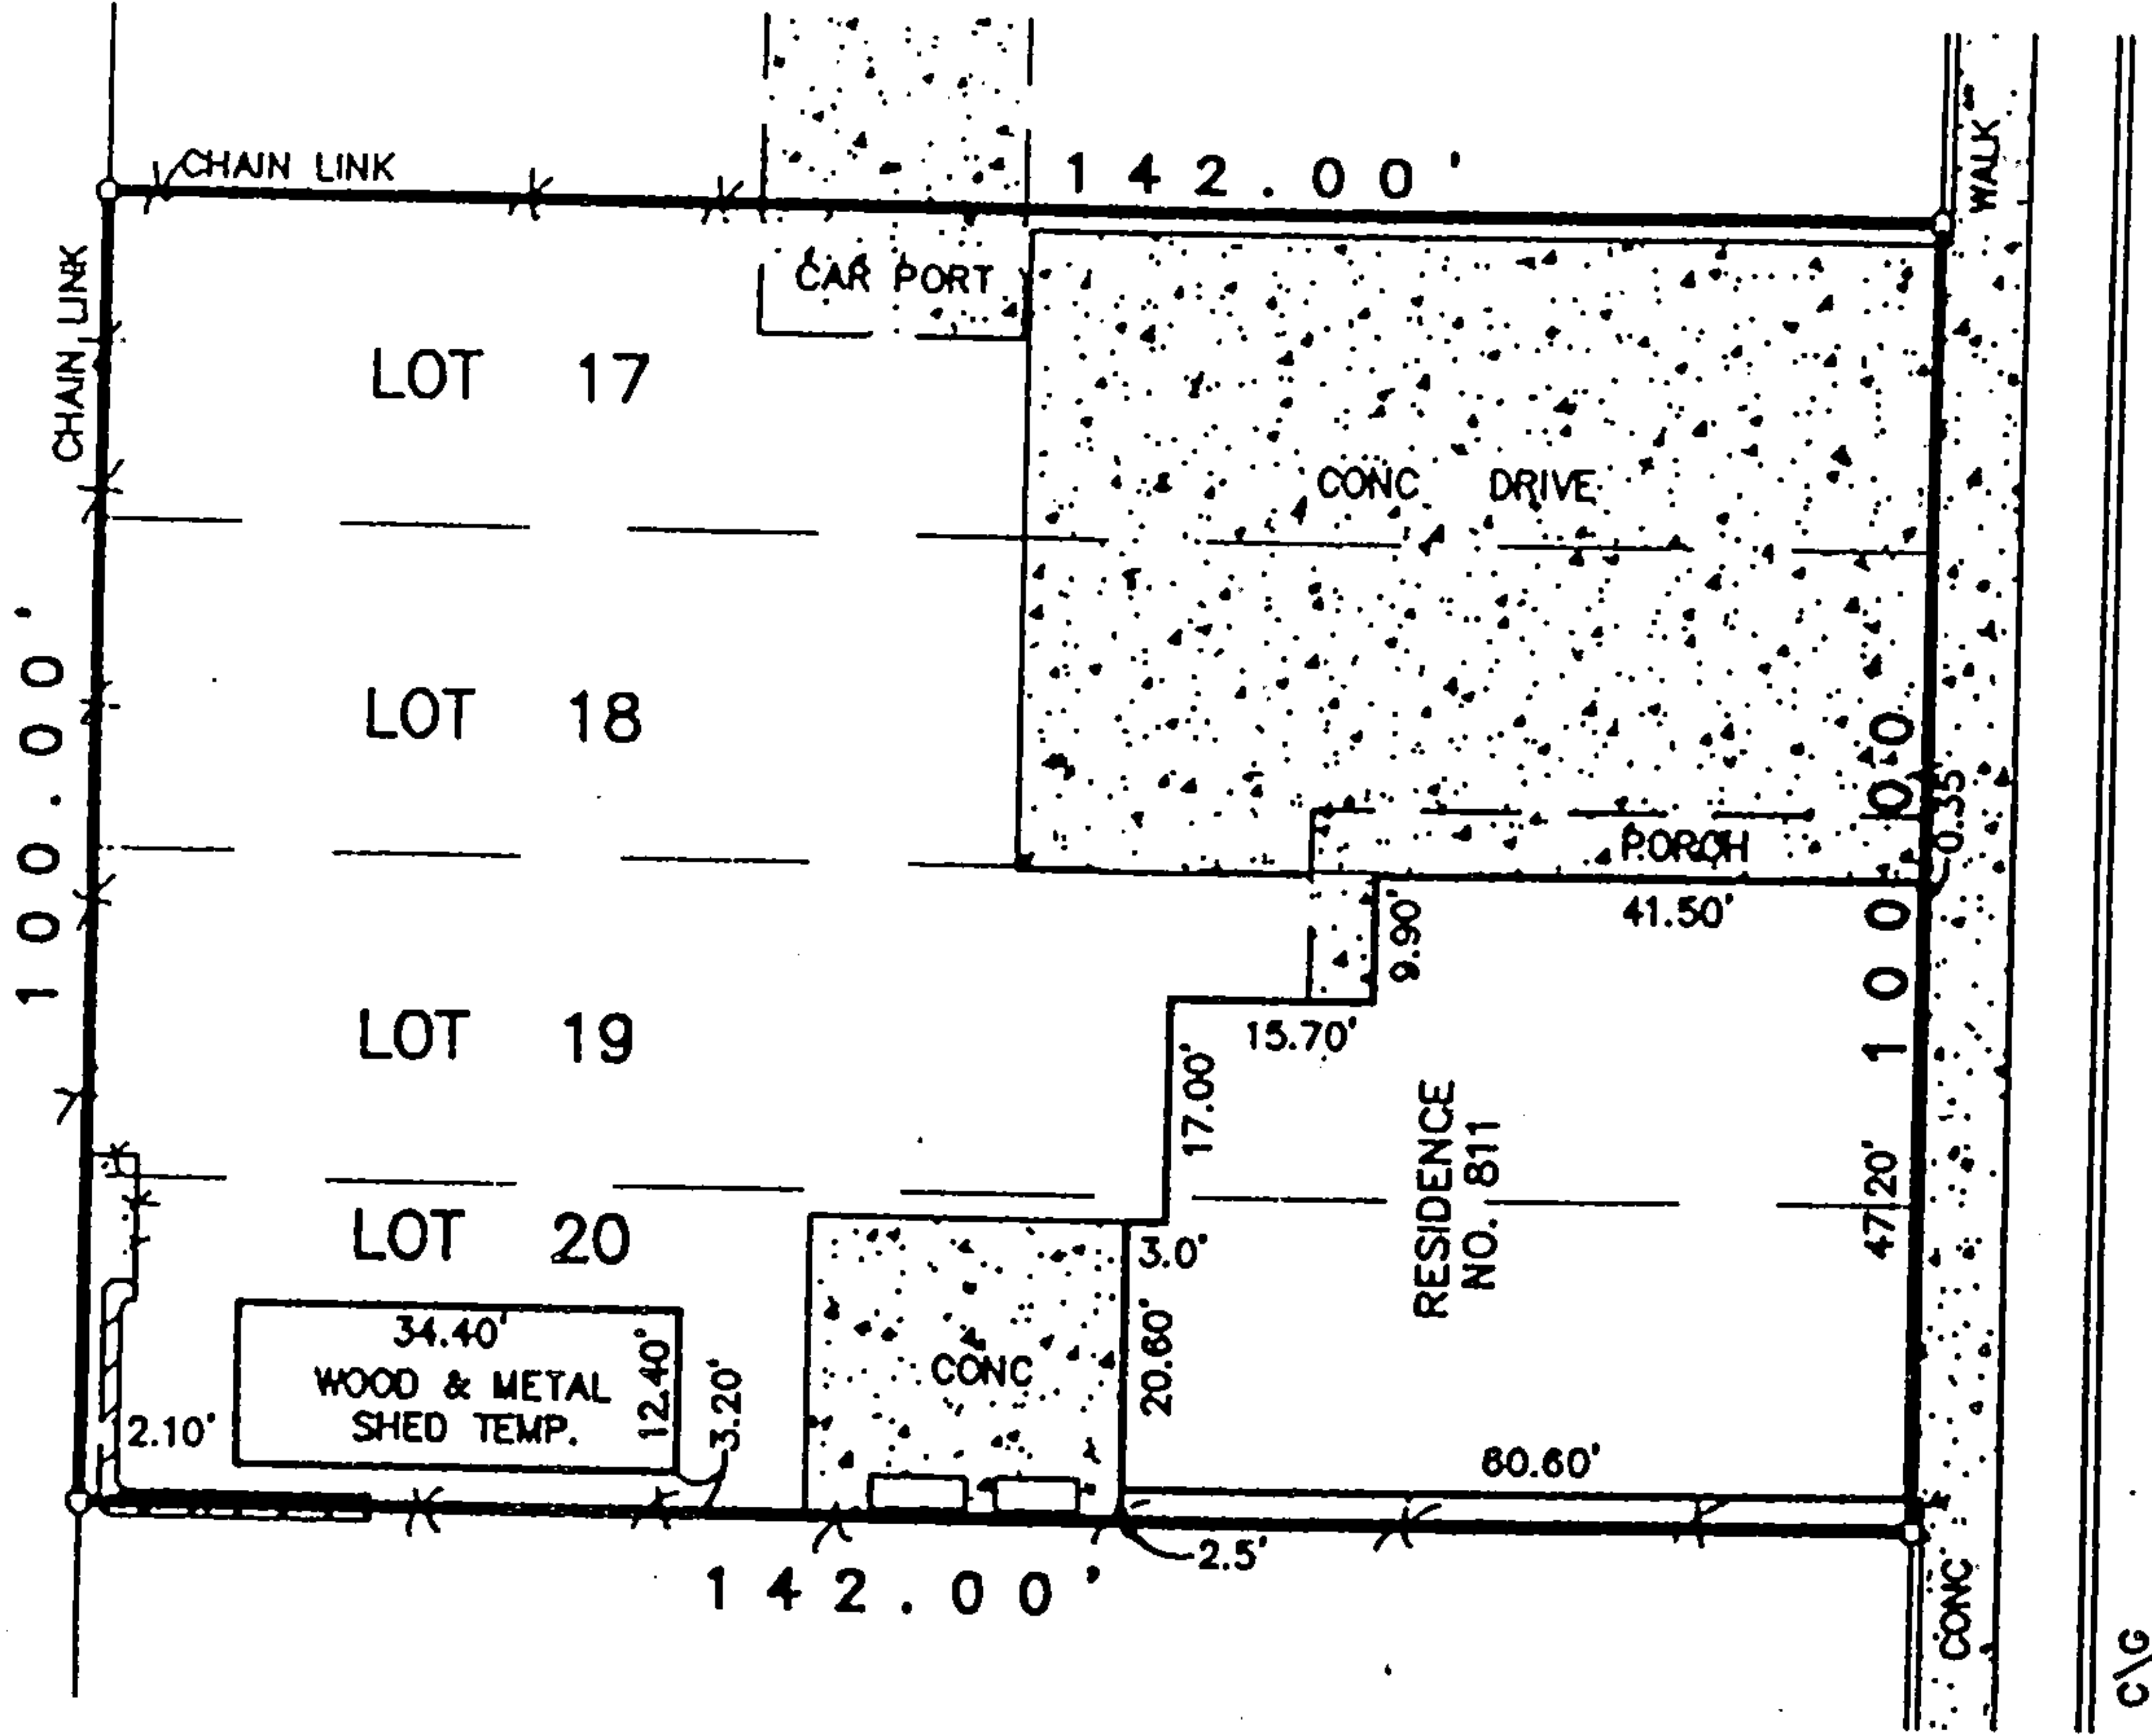 CHAIN LINK
142.00'
WALK
CHAIN LINK
CAR PORT
LOT 17
CONC DRIVE
100.00'
LOT 18
0.35
PORCH
100.00
41.50'
9.90'
LOT 19
15.70'
17.00'
RESIDENCE
NO. 811
47.20'
LOT 20
3.0'
34.40'
WOOD & METAL
SHED TEMP.
12.40'
3.20'
CONC
20.60'
2.10'
60.60'
2.5'
142.00'
CONC
C\G